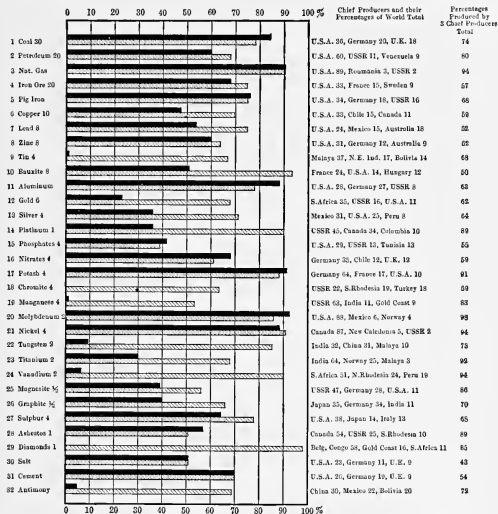 0 10 20 30 40 50 60 70 80 90 100 % Chief Producers and their Percentages
Percentages of World Total Produced by
3 Chief Producers
Total
1 Coal 30 U.S.A. 36, Germany 20, U.K. 18 74
2 Petroleum 20 U.S.A. 60, USSR 11, Venezuela 9 80
3 Nat. Gas U.S.A. 89, Roumania 3, USSR 2 94
4 Iron Ore 20 U.S.A. 33, France 15, Sweden 9 57
5 Pig Iron U.S.A. 34, Germany 18, USSR 16 68
6 Copper 10 U.S.A. 33, Chile 15, Canada 11 59
7 Lead 8 U.S.A. 24, Mexico 15, Australia 18 52
8 Zinc 8 U.S.A. 31, Germany 12, Australia 9 52
9 Tin 4 Malaya 37, N.E. Ind. 17, Bolivia 14 68
10 Bauxite 8 France 24, U.S.A. 14, Hungary 12 50
11 Aluminum U.S.A. 28, Germany 27, USSR 8 63
12 Gold 6 S.Africa 35, USSR 16, U.S.A. 11 62
13 Silver 4 Mexico 31, U.S.A. 25, Peru 8 64
14 Platinum 1 USSR 45, Canada 34, Colombia 10 89
15 Phosphates 4 U.S.A. 29, USSR 13, Tunisia 13 55
16 Nitrates 4 Germany 35, Chile 12, U.K. 12 59
17 Potash 4 Germany 64, France 17, U.S.A. 10 91
18 Chromite 4 USSR 22, S.Rhodesia 19, Turkey 18 59
19 Manganese 4 USSR 63, India 11, Gold Coast 9 83
20 Molybdenum 2 U.S.A. 88, Mexico 6, Norway 4 98
21 Nickel 4 Canada 87, New Caledonia 5, USSR 2 94
22 Tungsten 2 India 32, China 31, Malaya 10 73
23 Titanium 2 India 64, Norway 25, Malaya 3 92
24 Vanadium 2 S.Africa 51, N.Rhodesia 24, Peru 19 94
25 Magnesite ½ USSR 47, Germany 28, U.S.A. 11 86
26 Graphite ½ Japan 35, Germany 34, India 11 70
27 Sulphur 4 U.S.A. 38, Japan 14, Italy 13 65
28 Asbestos 1 Canada 54, USSR 25, S.Rhodesia 10 89
29 Diamonds 1 Belg. Congo 58, Gold Coast 16, S.Africa 11 85
30 Salt U.S.A. 23, Germany 11, U.K. 9 43
31 Cement U.S.A. 26, Germany 19, U.K. 9 54
32 Antimony China 30, Mexico 22, Bolivia 20 72
0 10 20 30 40 50 60 70 80 90 100 %